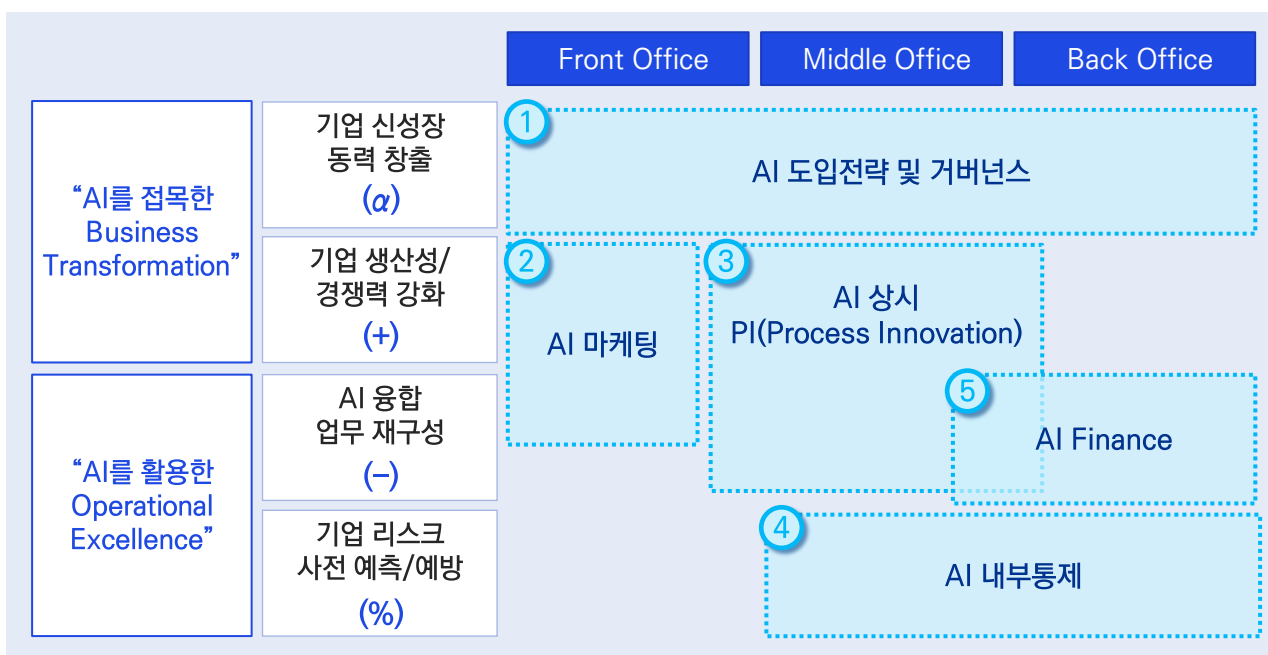 Front Office
Middle Office
Back Office
“AI를 접목한
Business
Transformation”
기업 신성장
동력 창출
(α)
기업 생산성/
경쟁력 강화
(+)
“AI를 활용한
Operational
Excellence”
AI 융합
업무 재구성
(−)
기업 리스크
사전 예측/예방
(%)
1
AI 도입전략 및 거버넌스
2
AI 마케팅
3
AI 상시
PI(Process Innovation)
5
AI Finance
4
AI 내부통제